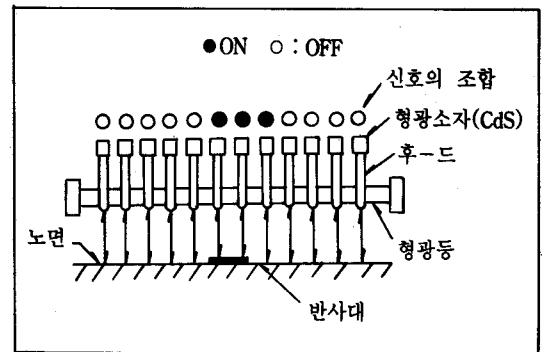 ●ON ○ : OFF
신호의 조합
형광소자(CdS)
후-드
노면
형광등
반사대